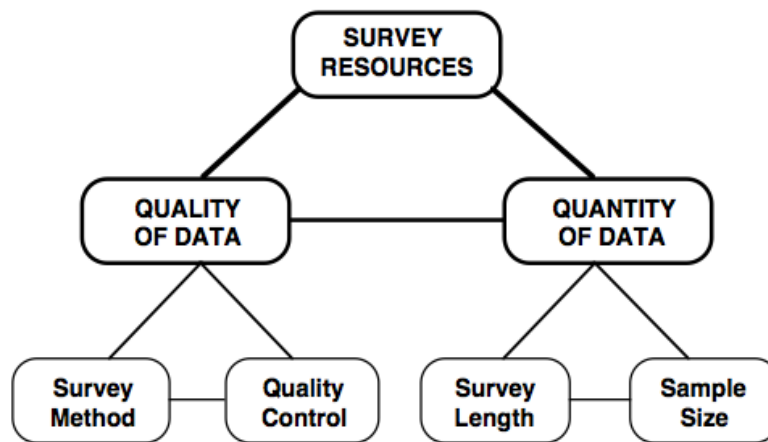 SURVEY
RESOURCES
QUALITY
OF DATA
QUANTITY
OF DATA
Survey
Method
Quality
Control
Survey
Length
Sample
Size